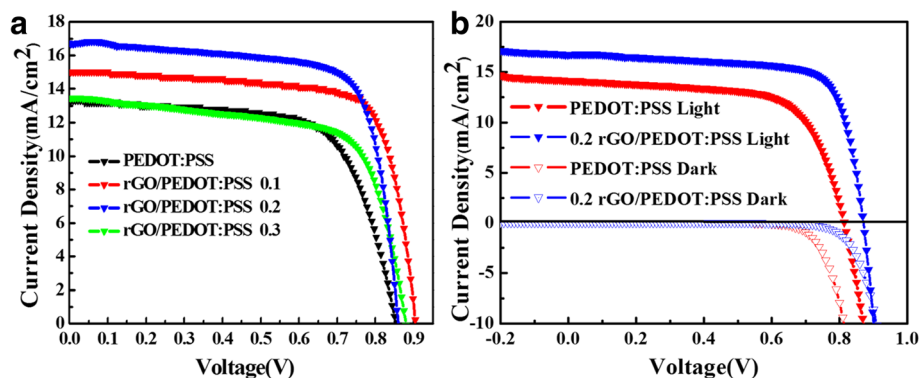 a
Current Density(mA/cm2)
18
16
14
12
10
8
6
4
2
0
PEDOT:PSS
rGO/PEDOT:PSS 0.1
rGO/PEDOT:PSS 0.2
rGO/PEDOT:PSS 0.3
0.0 0.1 0.2 0.3 0.4 0.5 0.6 0.7 0.8 0.9
Voltage(V)
b
Current Density(mA/cm2)
20
15
10
5
0
-5
-10
PEDOT:PSS Light
0.2 rGO/PEDOT:PSS Light
PEDOT:PSS Dark
0.2 rGO/PEDOT:PSS Dark
-0.2 0.0 0.2 0.4 0.6 0.8 1.0
Voltage(V)